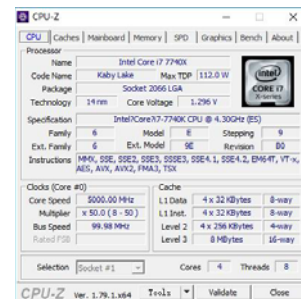 CPU-Z
CPU Caches Mainboard Memory SPD Graphics Bench About
Processor
Name Intel Core i7 7740X
Code Name Kaby Lake Max TDP 112.0 W
Package Socket 2066 LGA
Technology 14 nm Core Voltage 1.296 V
intel
CORE i7
X-series
Specification Intel?Core?i7-7740K CPU @ 4.30GHz (ES)
Family 6 Model E Stepping 9
Ext. Family 6 Ext. Model 9E Revision B0
Instructions MMX, SSE, SSE2, SSE3, SSSE3, SSE4.1, SSE4.2, EM64T, VT-x,
AES, AVX, AVX2, FMA3, TSX
Clocks (Core #0)
Core Speed 5000.00 MHz
Multiplier x 50.0 ( 8 - 50 )
Bus Speed 99.98 MHz
Rated FSB
Cache
L1 Data 4 x 32 KBytes 8-way
L1 Inst. 4 x 32 KBytes 8-way
Level 2 4 x 256 KBytes 4-way
Level 3 8 MBytes 16-way
Selection Socket #1 Cores 4 Threads 8
CPU-Z Ver. 1.79.1.x64 Tools Validate Close